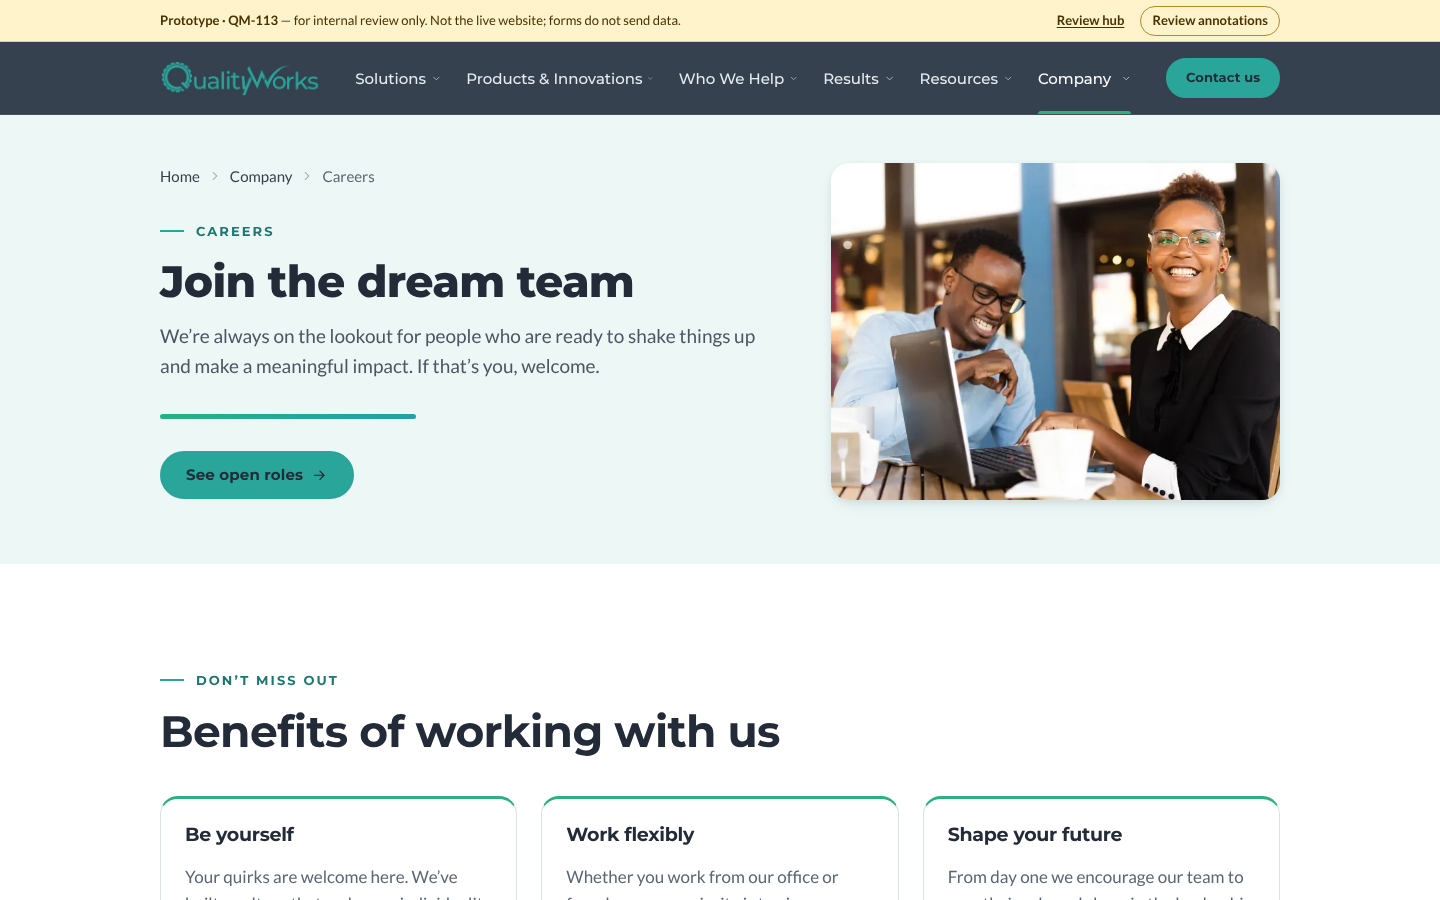 Prototype · QM-113 — for internal review only. Not the live website; forms do not send data.
Review hub
Review annotations
QualityWorks
Solutions
Products & Innovations
Who We Help
Results
Resources
Company
Contact us
Home > Company > Careers
CAREERS
Join the dream team
We’re always on the lookout for people who are ready to shake things up
and make a meaningful impact. If that’s you, welcome.
See open roles →
DON’T MISS OUT
Benefits of working with us
Be yourself
Your quirks are welcome here. We’ve
Work flexibly
Whether you work from our office or
Shape your future
From day one we encourage our team to